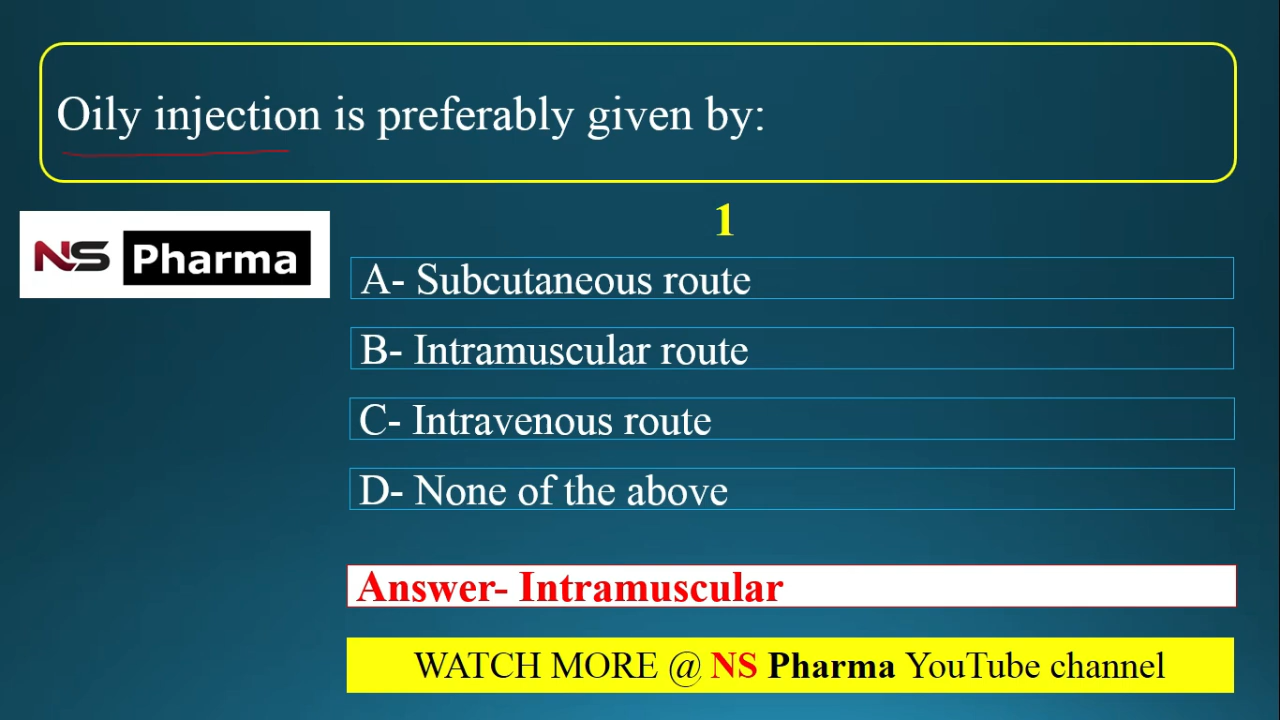 Oily injection is preferably given by:
NS Pharma
1
A- Subcutaneous route
B- Intramuscular route
C- Intravenous route
D- None of the above
Answer- Intramuscular
WATCH MORE @ NS Pharma YouTube channel